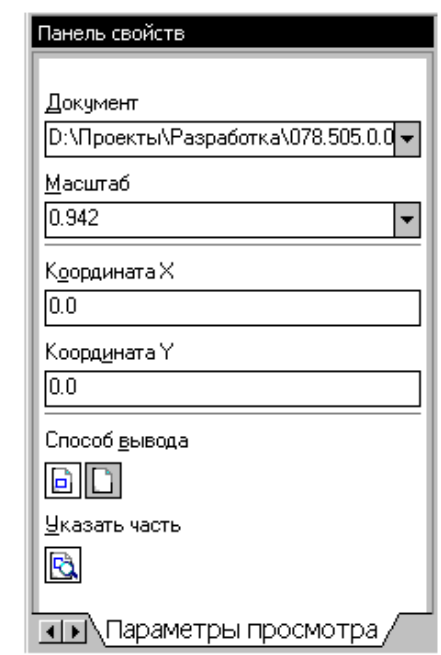 Панель свойств
Документ
D:\Проекты\Разработка\078.505.0.0
Масштаб
0.942
Координата X
0.0
Координата Y
0.0
Способ вывода
Указать часть
Параметры просмотра